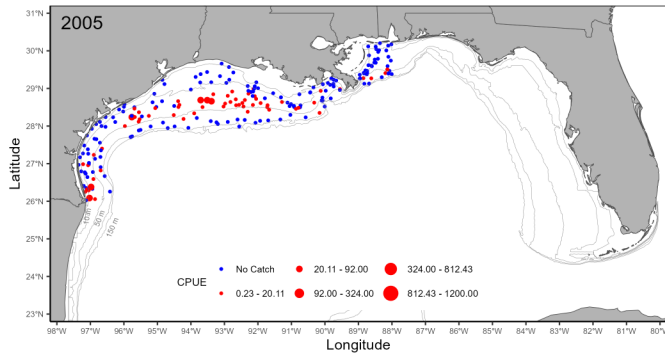 2005
31°N
30°N
29°N
28°N
27°N
26°N
25°N
24°N
23°N
Latitude
10 m
50 m
150 m
CPUE
No Catch
20.11 - 92.00
324.00 - 812.43
0.23 - 20.11
92.00 - 324.00
812.43 - 1200.00
98°W 97°W 96°W 95°W 94°W 93°W 92°W 91°W 90°W 89°W 88°W 87°W 86°W 85°W 84°W 83°W 82°W 81°W 80°W
Longitude